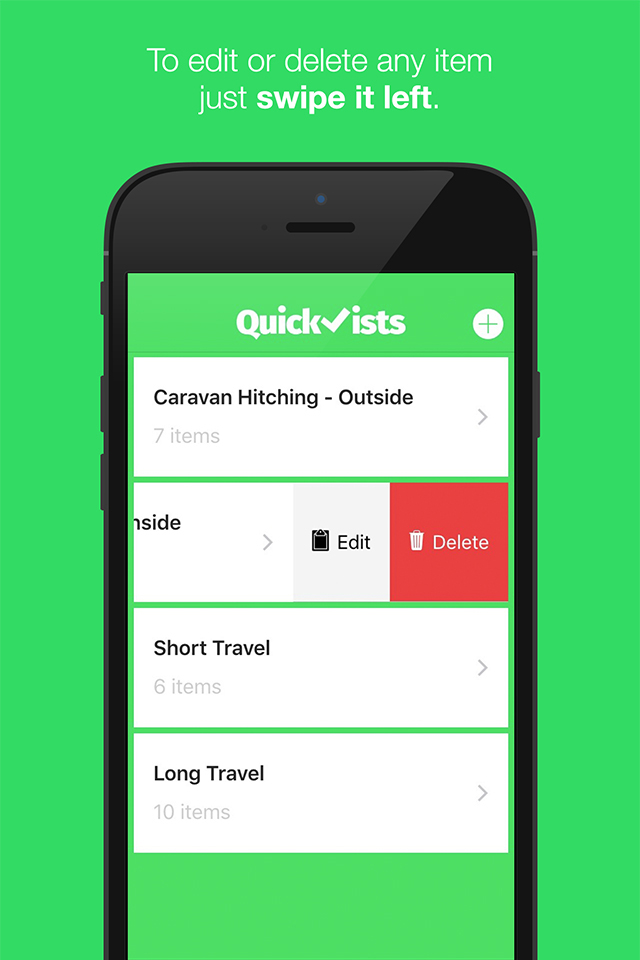 To edit or delete any item
just swipe it left.
Quicklists
Caravan Hitching - Outside
7 items
nside
Edit
Delete
Short Travel
6 items
Long Travel
10 items